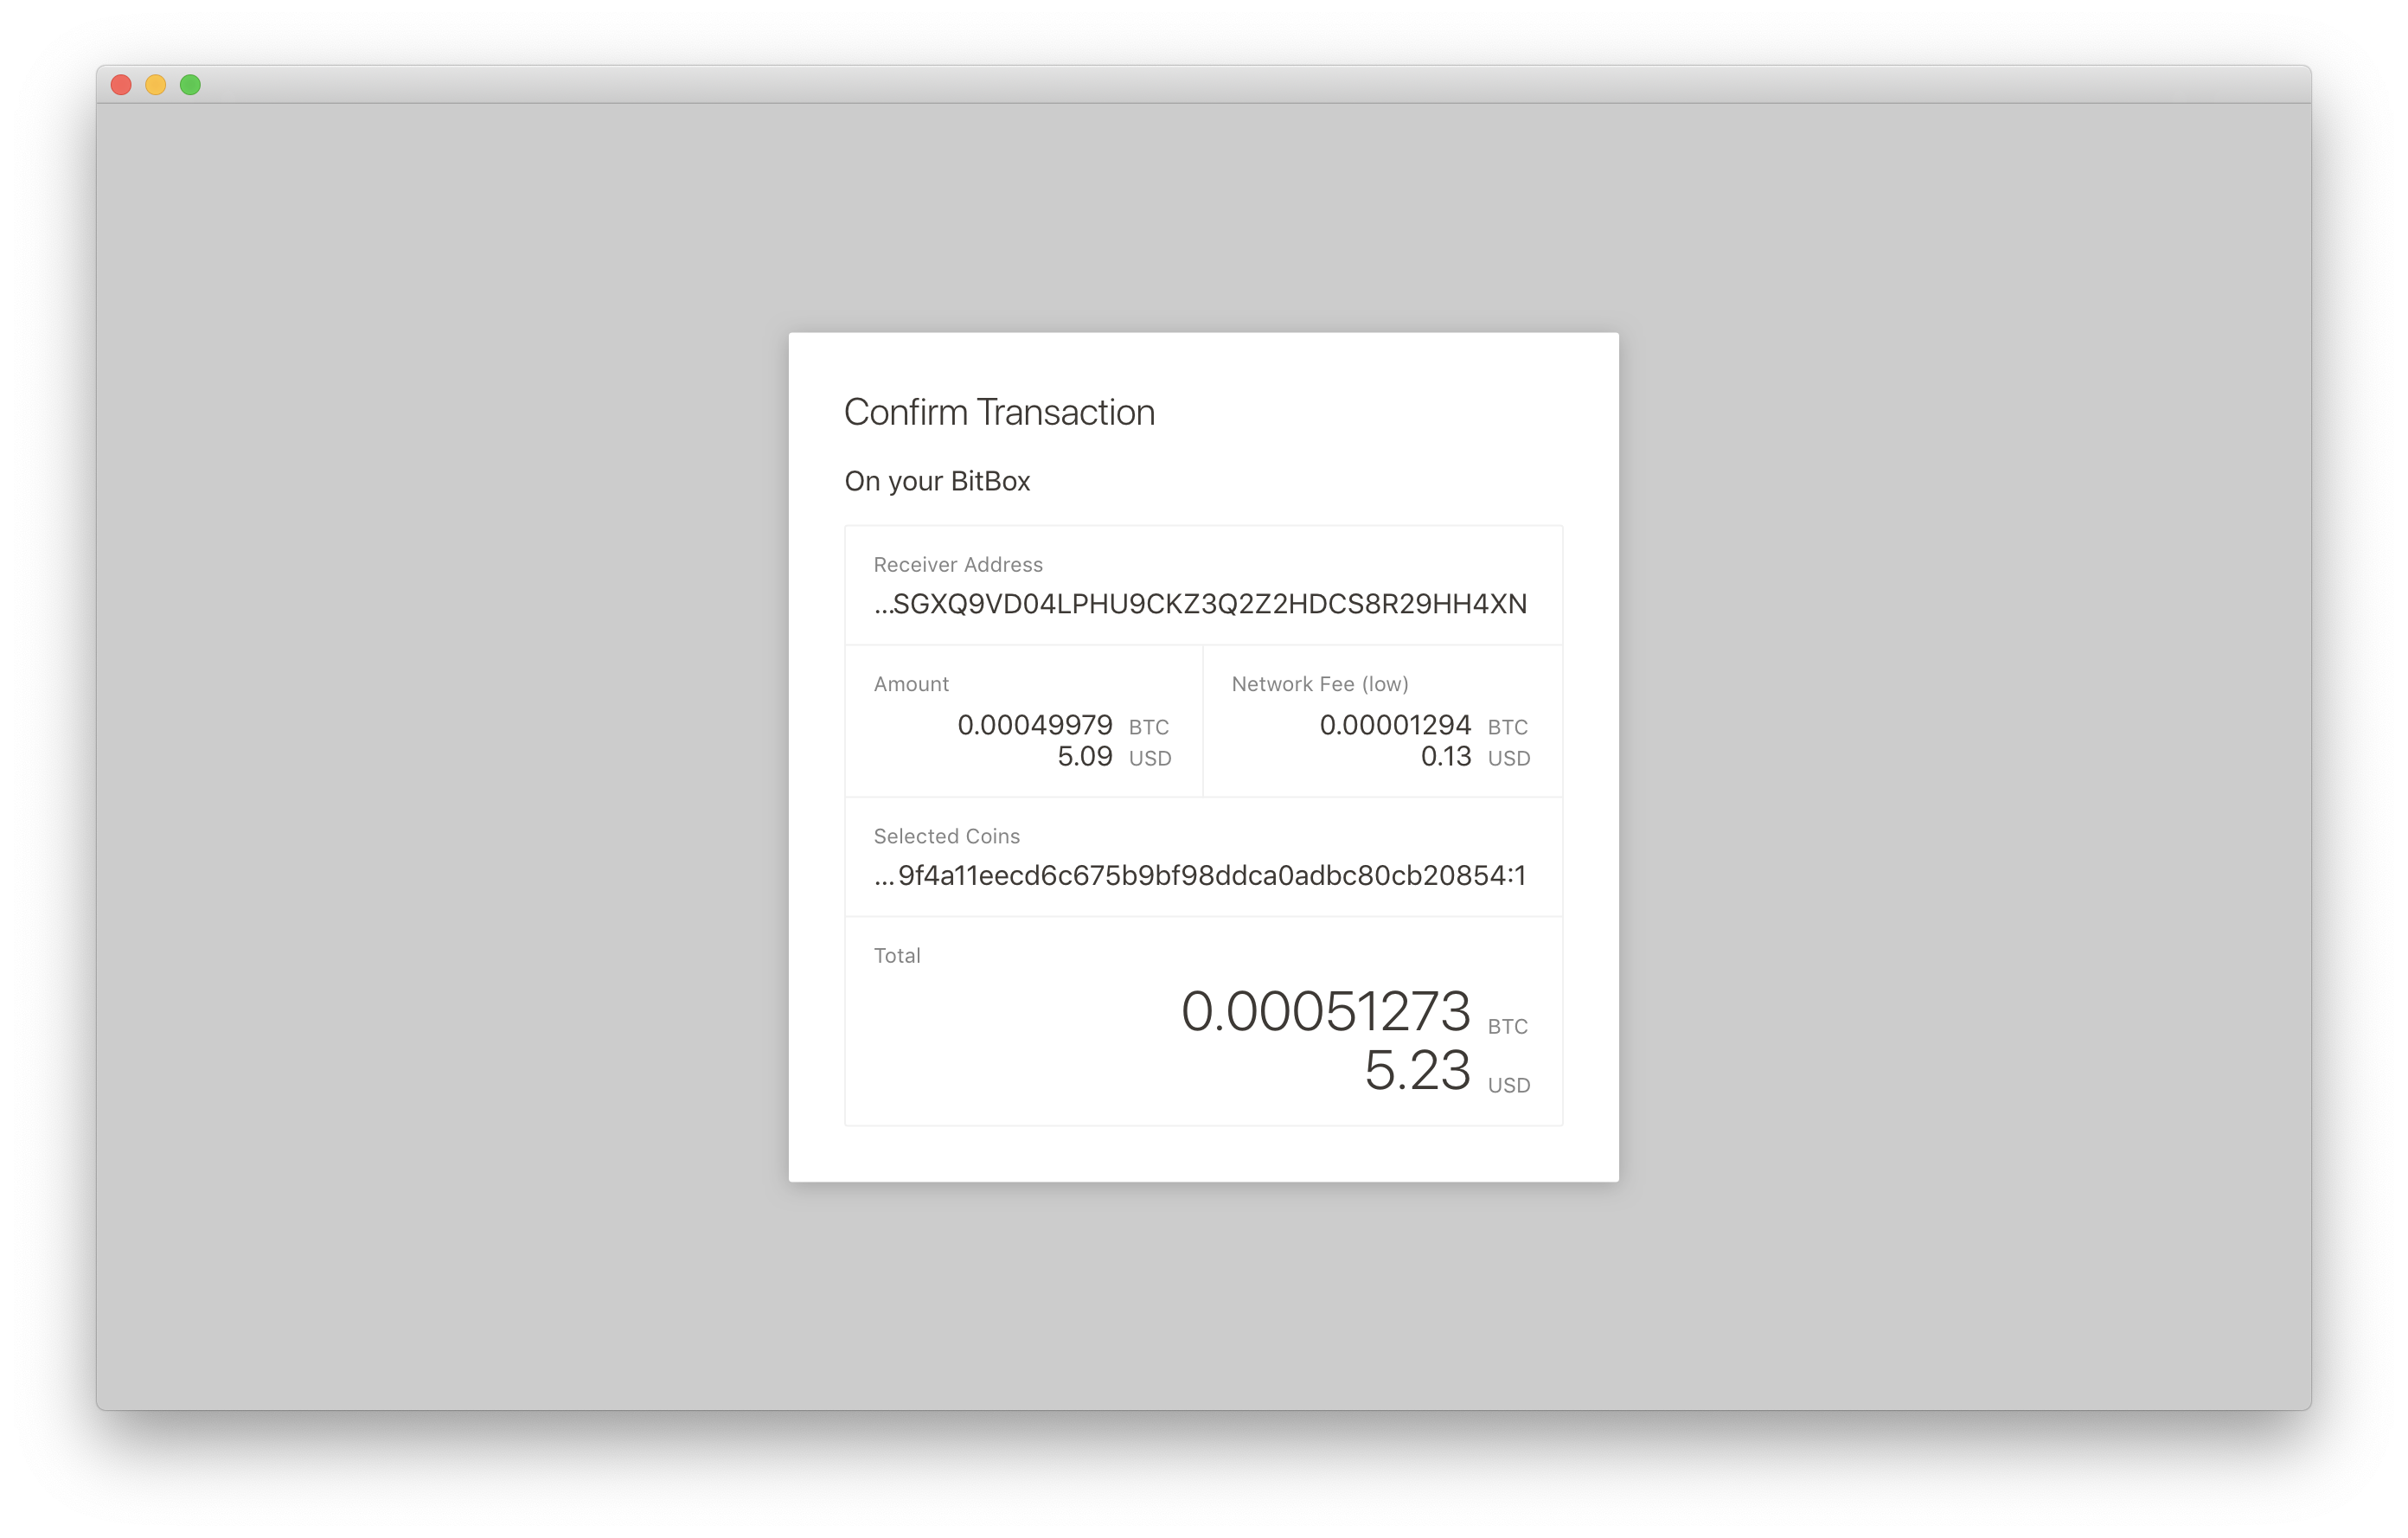 Confirm Transaction
On your BitBox
Receiver Address
...SGXQ9VD04LPHU9CKZ3Q2Z2HDCS8R29HH4XN
Amount
0.00049979 BTC
5.09 USD
Network Fee (low)
0.00001294 BTC
0.13 USD
Selected Coins
... 9f4a11eecd6c675b9bf98ddca0adbc80cb20854:1
Total
0.00051273 BTC
5.23 USD